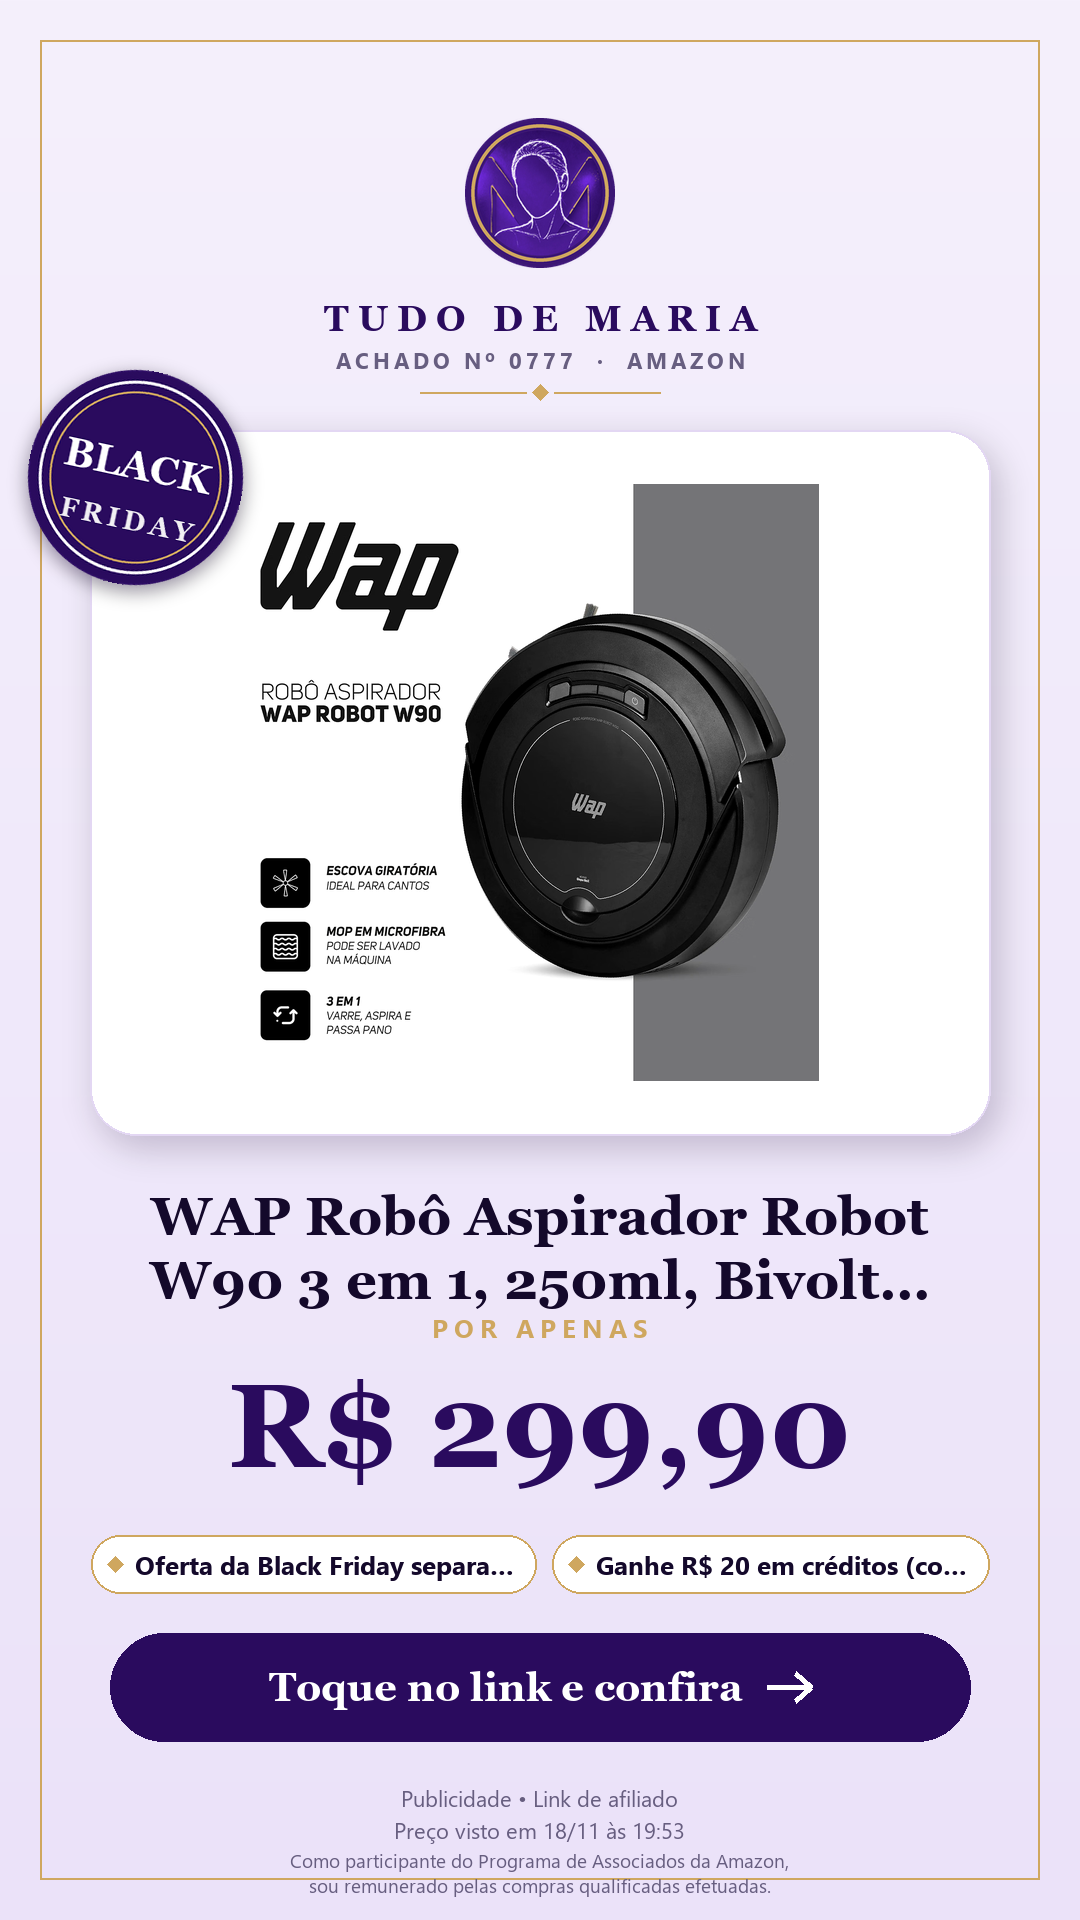 TUDO DE MARIA
ACHADO Nº 0777 · AMAZON
BLACK
FRIDAY
Wap
ROBÔ ASPIRADOR
WAP ROBOT W90
Wap
ESCOVA GIRATÓRIA
IDEAL PARA CANTOS
MOP EM MICROFIBRA
PODE SER LAVADO
NA MÁQUINA
3 EM 1
VARRE, ASPIRA E
PASSA PANO
WAP Robô Aspirador Robot
W90 3 em 1, 250ml, Bivolt...
POR APENAS
R$ 299,90
Oferta da Black Friday separa...
Ganhe R$ 20 em créditos (co...
Toque no link e confira →
Publicidade • Link de afiliado
Preço visto em 18/11 às 19:53
Como participante do Programa de Associados da Amazon,
sou remunerado pelas compras qualificadas efetuadas.